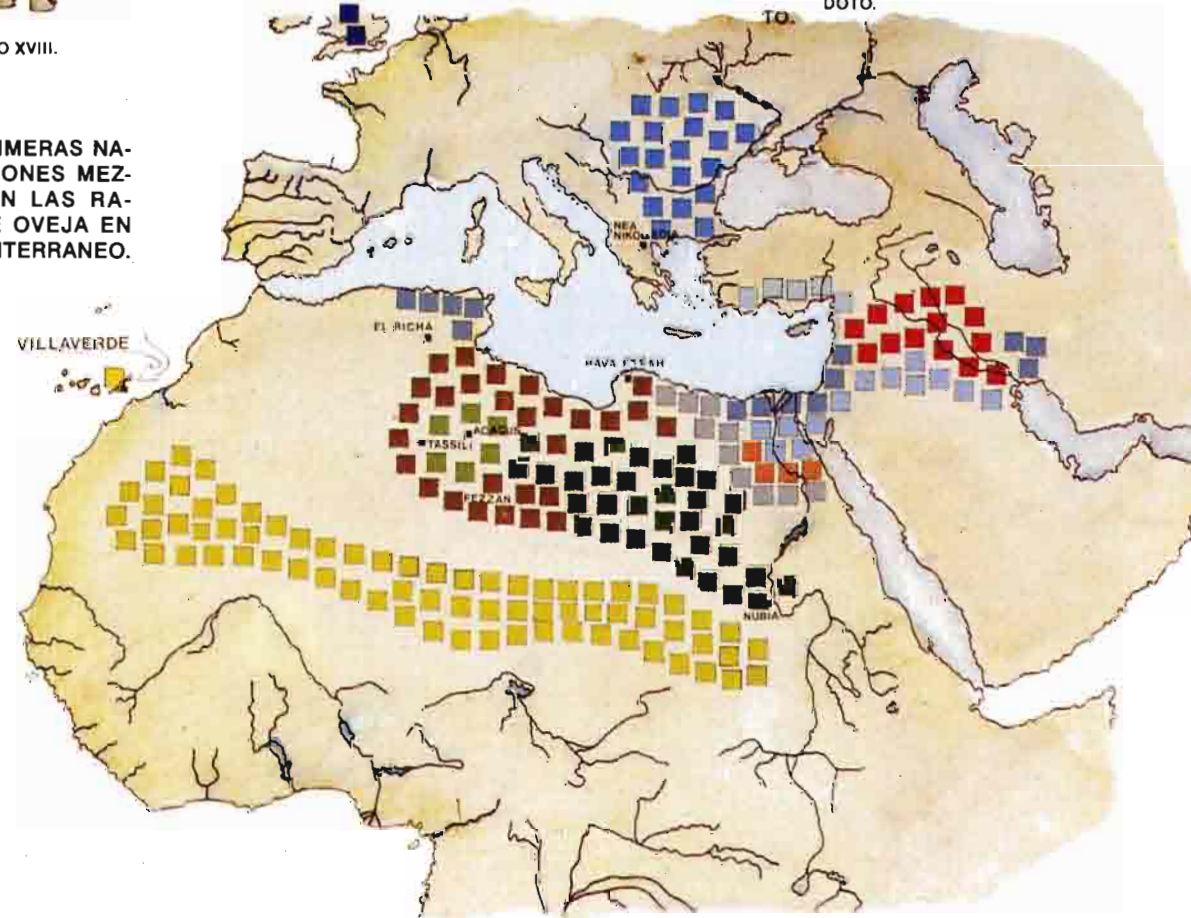 O XVIII.
IMERAS NA-
IONES MEZ-
N LAS RA-
E OVEJA EN
ITERRANEO.
TO.
DOTO.
NEA
VILLAVERDE
EL RICHA
ACACUS
TASSILI
FEZZAN
NUBIA